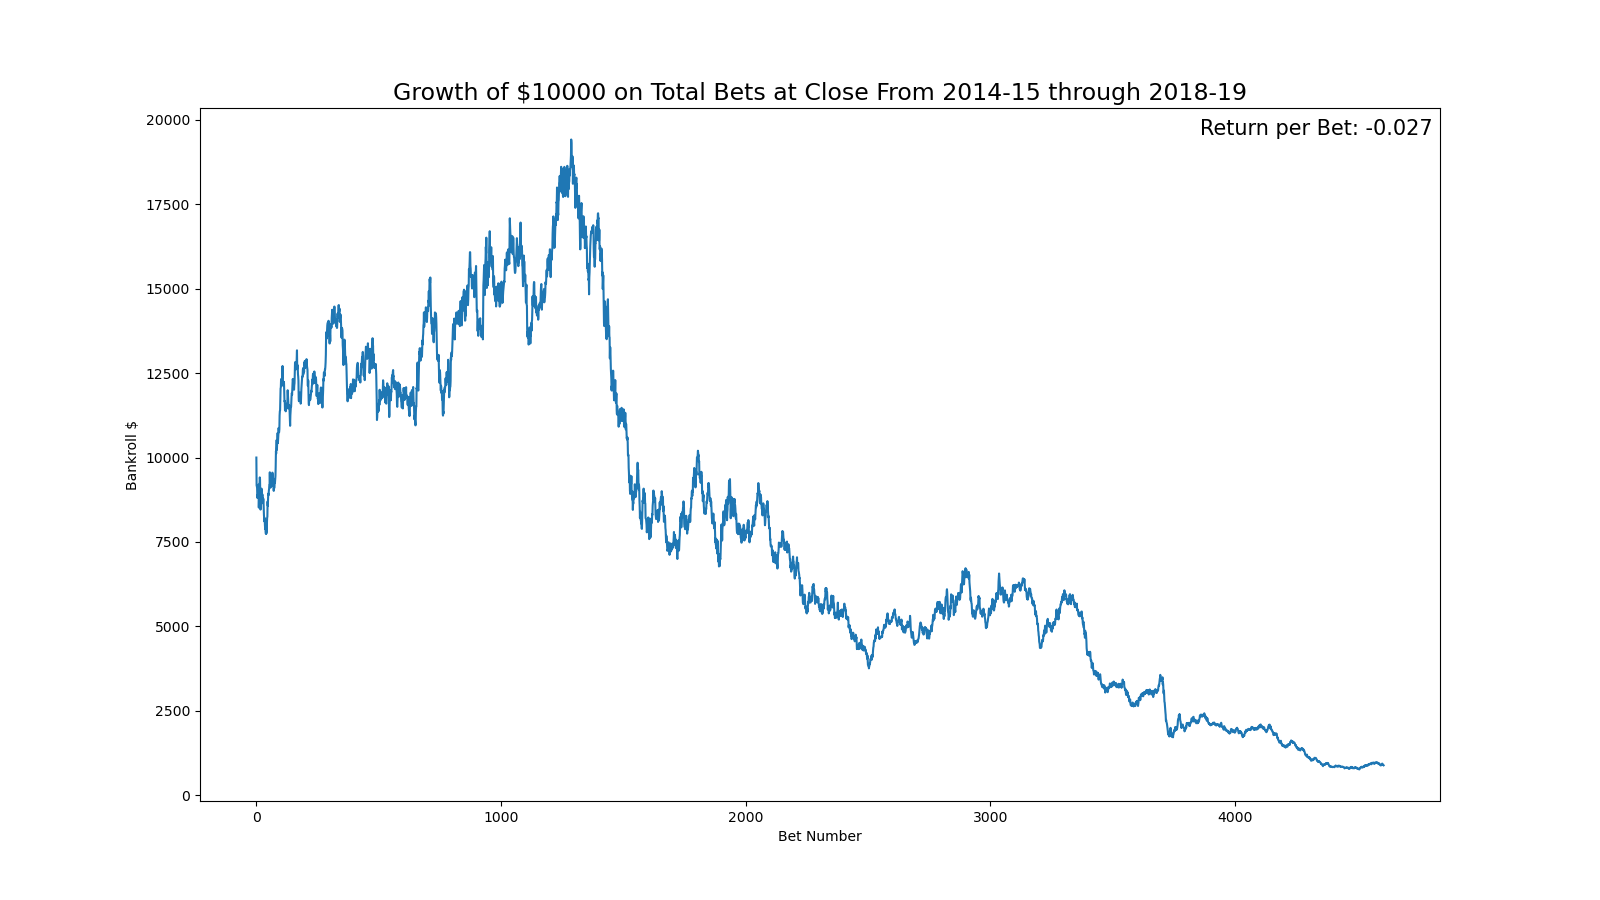 Growth of $10000 on Total Bets at Close From 2014-15 through 2018-19
Return per Bet: -0.027
20000
17500
15000
12500
10000
7500
5000
2500
0
Bankroll $
0 1000 2000 3000 4000
Bet Number